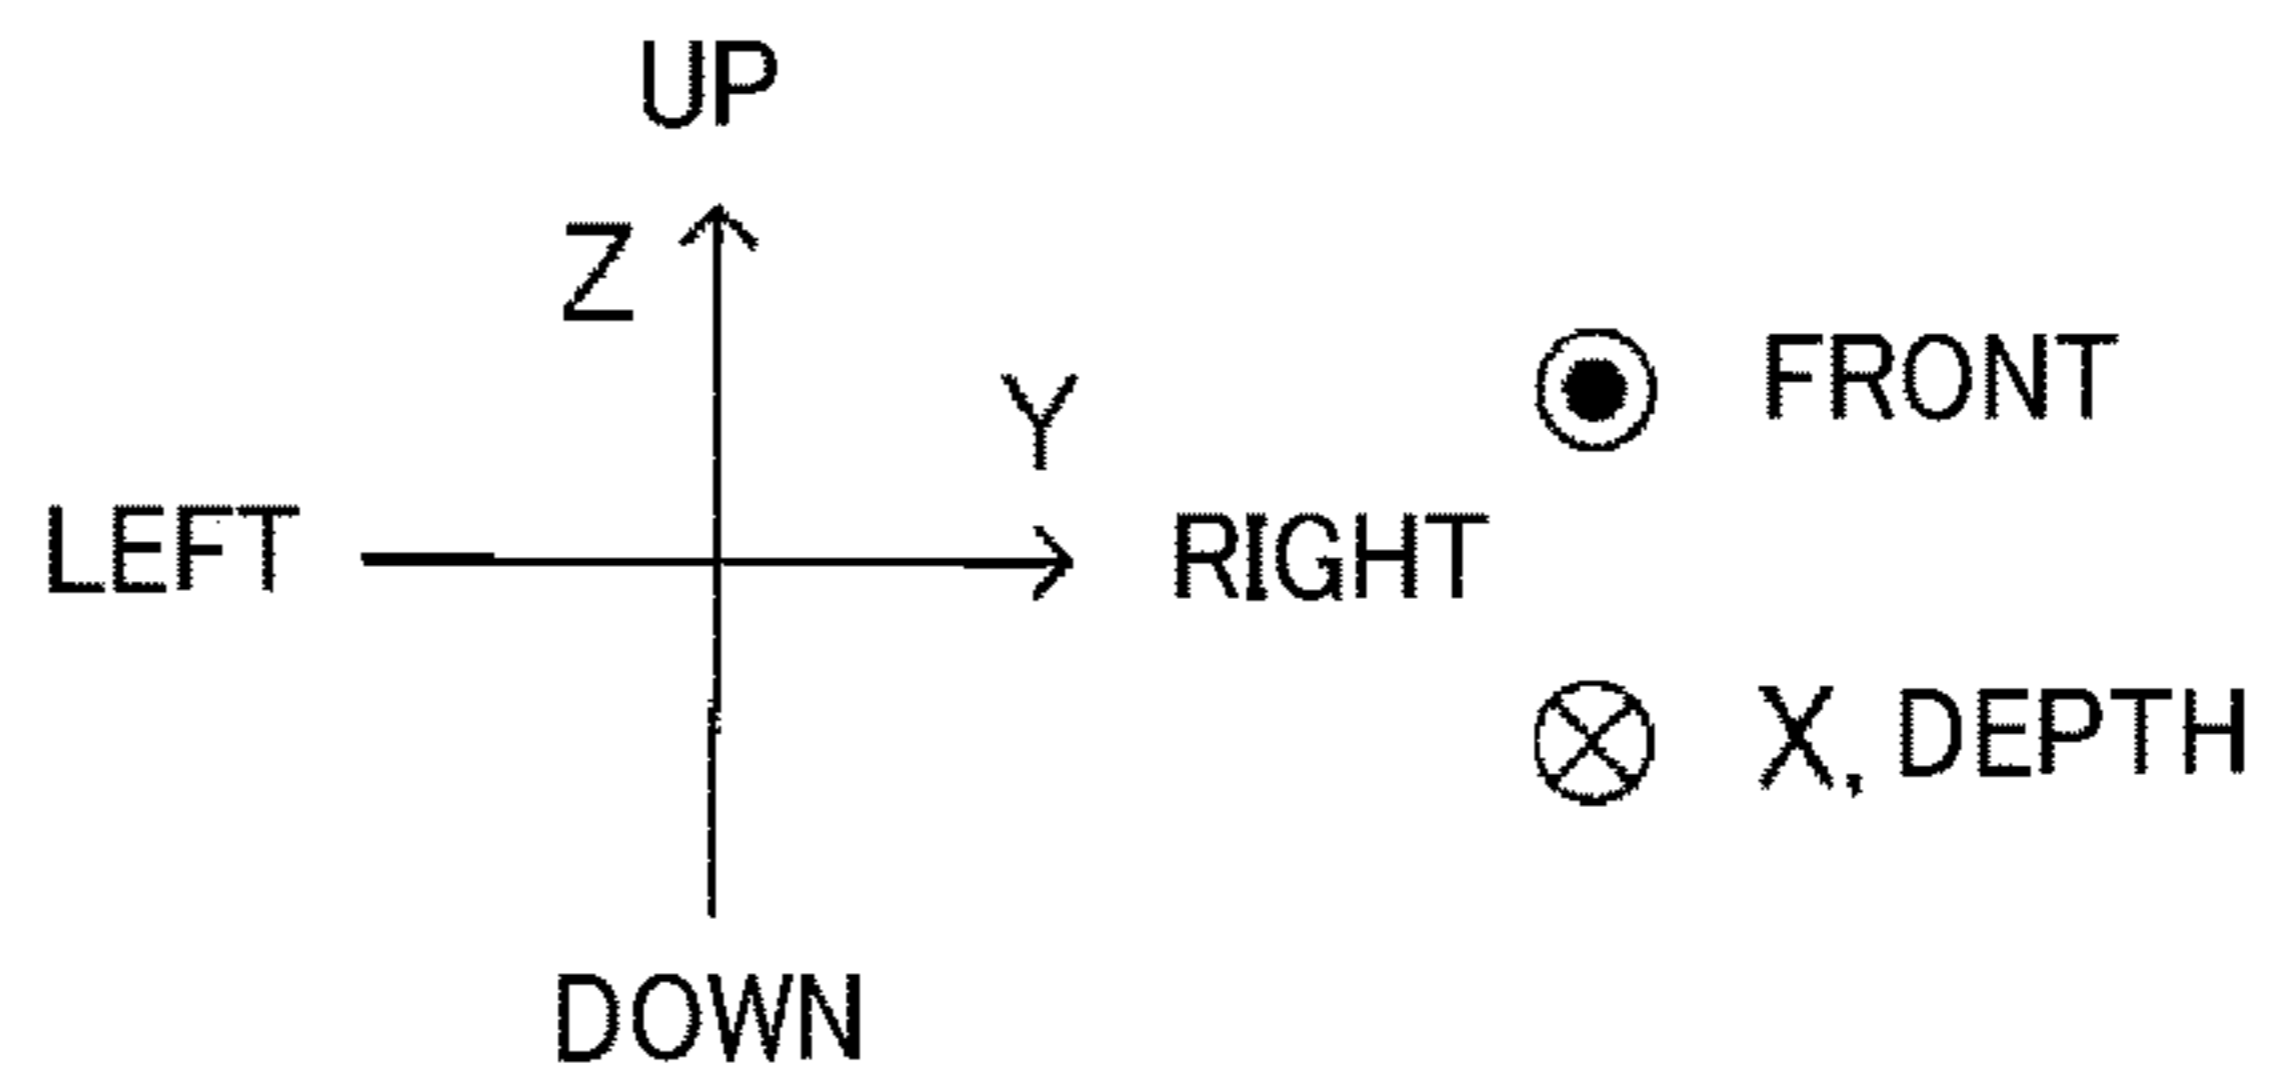 UP
Z
Y
FRONT
LEFT
RIGHT
X, DEPTH
DOWN